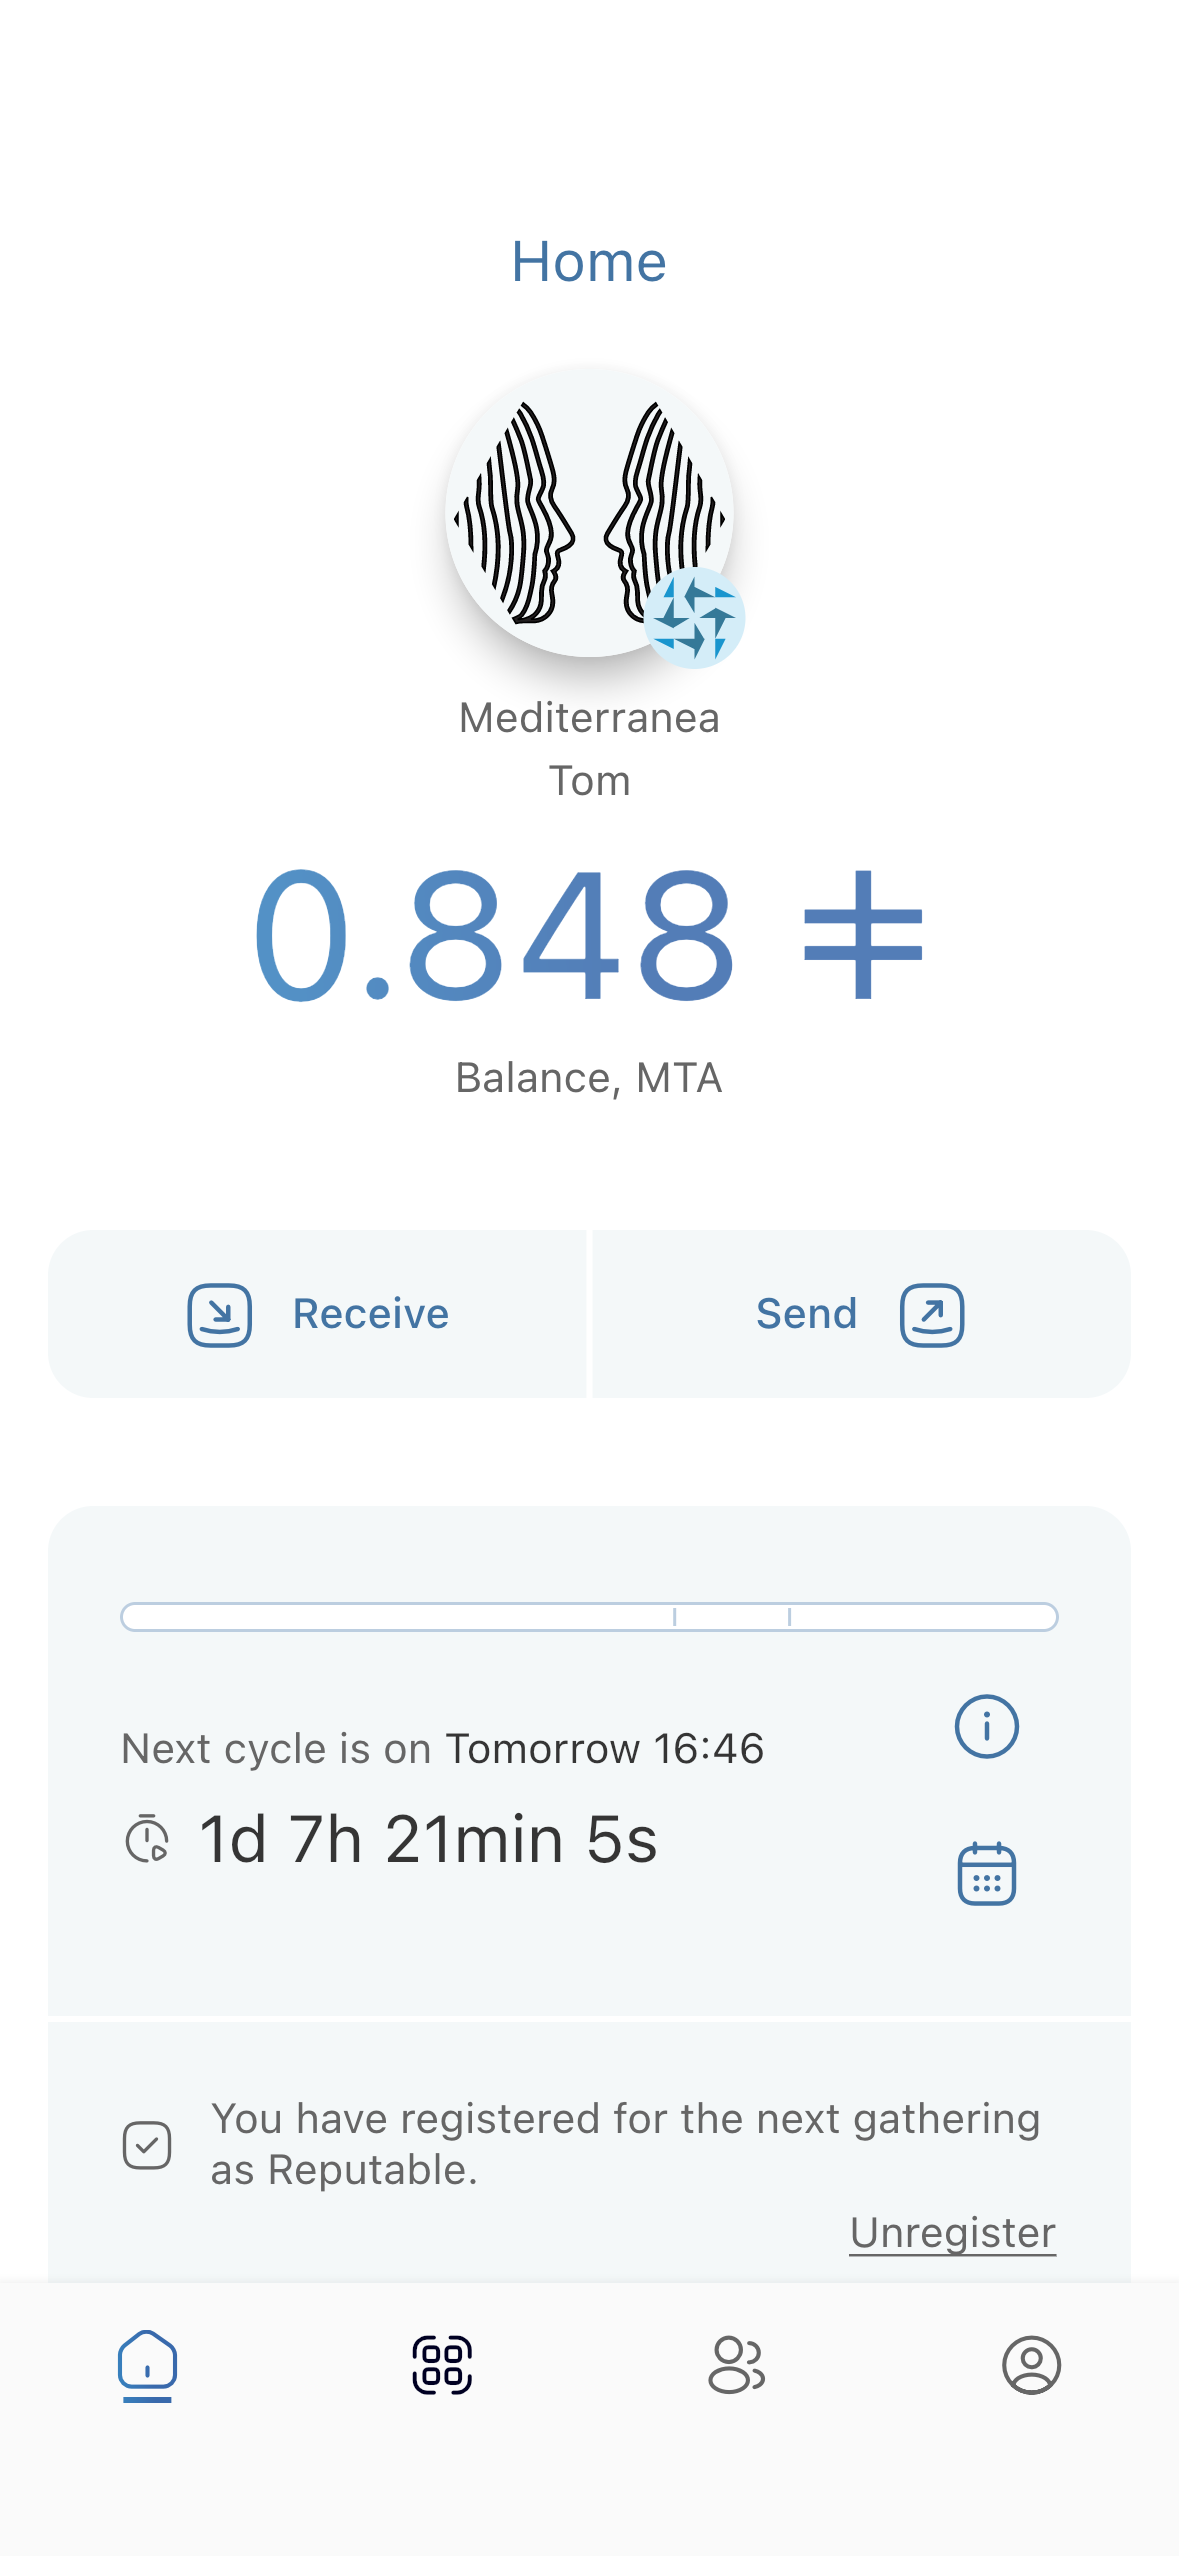 Home
Mediterranea
Tom
0.848 ␩
Balance, MTA
Receive
Send
Next cycle is on Tomorrow 16:46
1d 7h 21min 5s
You have registered for the next gathering
as Reputable.
Unregister